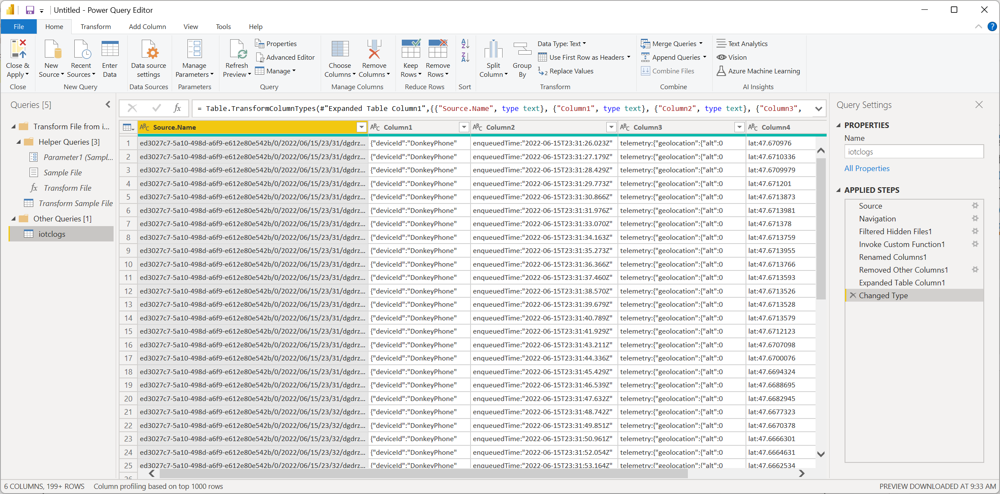 Untitled - Power Query Editor
File Home Transform Add Column View Tools Help
Close & Apply
New Source
Recent Sources
Enter Data
Data source settings
Manage Parameters
Refresh Preview
Properties
Advanced Editor
Manage
Choose Columns
Remove Columns
Keep Rows
Remove Rows
Split Column
Group By
Data Type: Text
Use First Row as Headers
Replace Values
Merge Queries
Append Queries
Combine Files
Text Analytics
Vision
Azure Machine Learning
Close New Query Data Sources Parameters Query Manage Columns Reduce Rows Sort Transform Combine AI Insights
Queries [5]
Transform File from i...
Helper Queries [3]
Parameter1 (Sampl...
Sample File
fx Transform File
Transform Sample File
Other Queries [1]
iotclogs
fx = Table.TransformColumnTypes(#"Expanded Table Column1",{{"Source.Name", type text}, {"Column1", type text}, {"Column2", type text}, {"Column3",
ABC Source.Name ABC Column1 ABC Column2 ABC Column3 ABC Column4
1 ed3027c7-5a10-498d-a6f9-e612e80e542b/0/2022/06/15/23/31/dgdrz... {"deviceId":"DonkeyPhone" enqueuedTime:"2022-06-15T23:31:26.023Z" telemetry:{"geolocation":{"alt":0 lat:47.670976
2 ed3027c7-5a10-498d-a6f9-e612e80e542b/0/2022/06/15/23/31/dgdrz... {"deviceId":"DonkeyPhone" enqueuedTime:"2022-06-15T23:31:27.179Z" telemetry:{"geolocation":{"alt":0 lat:47.6710336
3 ed3027c7-5a10-498d-a6f9-e612e80e542b/0/2022/06/15/23/31/dgdrz... {"deviceId":"DonkeyPhone" enqueuedTime:"2022-06-15T23:31:28.429Z" telemetry:{"geolocation":{"alt":0 lat:47.6709979
4 ed3027c7-5a10-498d-a6f9-e612e80e542b/0/2022/06/15/23/31/dgdrz... {"deviceId":"DonkeyPhone" enqueuedTime:"2022-06-15T23:31:29.773Z" telemetry:{"geolocation":{"alt":0 lat:47.671201
5 ed3027c7-5a10-498d-a6f9-e612e80e542b/0/2022/06/15/23/31/dgdrz... {"deviceId":"DonkeyPhone" enqueuedTime:"2022-06-15T23:31:30.866Z" telemetry:{"geolocation":{"alt":0 lat:47.6713873
6 ed3027c7-5a10-498d-a6f9-e612e80e542b/0/2022/06/15/23/31/dgdrz... {"deviceId":"DonkeyPhone" enqueuedTime:"2022-06-15T23:31:31.976Z" telemetry:{"geolocation":{"alt":0 lat:47.6713981
7 ed3027c7-5a10-498d-a6f9-e612e80e542b/0/2022/06/15/23/31/dgdrz... {"deviceId":"DonkeyPhone" enqueuedTime:"2022-06-15T23:31:33.070Z" telemetry:{"geolocation":{"alt":0 lat:47.671378
8 ed3027c7-5a10-498d-a6f9-e612e80e542b/0/2022/06/15/23/31/dgdrz... {"deviceId":"DonkeyPhone" enqueuedTime:"2022-06-15T23:31:34.163Z" telemetry:{"geolocation":{"alt":0 lat:47.6713759
9 ed3027c7-5a10-498d-a6f9-e612e80e542b/0/2022/06/15/23/31/dgdrz... {"deviceId":"DonkeyPhone" enqueuedTime:"2022-06-15T23:31:35.273Z" telemetry:{"geolocation":{"alt":0 lat:47.6713955
10 ed3027c7-5a10-498d-a6f9-e612e80e542b/0/2022/06/15/23/31/dgdrz... {"deviceId":"DonkeyPhone" enqueuedTime:"2022-06-15T23:31:36.366Z" telemetry:{"geolocation":{"alt":0 lat:47.6713766
11 ed3027c7-5a10-498d-a6f9-e612e80e542b/0/2022/06/15/23/31/dgdrz... {"deviceId":"DonkeyPhone" enqueuedTime:"2022-06-15T23:31:37.460Z" telemetry:{"geolocation":{"alt":0 lat:47.6713593
12 ed3027c7-5a10-498d-a6f9-e612e80e542b/0/2022/06/15/23/31/dgdrz... {"deviceId":"DonkeyPhone" enqueuedTime:"2022-06-15T23:31:38.570Z" telemetry:{"geolocation":{"alt":0 lat:47.6713526
13 ed3027c7-5a10-498d-a6f9-e612e80e542b/0/2022/06/15/23/31/dgdrz... {"deviceId":"DonkeyPhone" enqueuedTime:"2022-06-15T23:31:39.679Z" telemetry:{"geolocation":{"alt":0 lat:47.6713528
14 ed3027c7-5a10-498d-a6f9-e612e80e542b/0/2022/06/15/23/31/dgdrz... {"deviceId":"DonkeyPhone" enqueuedTime:"2022-06-15T23:31:40.789Z" telemetry:{"geolocation":{"alt":0 lat:47.6713579
15 ed3027c7-5a10-498d-a6f9-e612e80e542b/0/2022/06/15/23/31/dgdrz... {"deviceId":"DonkeyPhone" enqueuedTime:"2022-06-15T23:31:41.929Z" telemetry:{"geolocation":{"alt":0 lat:47.6712123
16 ed3027c7-5a10-498d-a6f9-e612e80e542b/0/2022/06/15/23/31/dgdrz... {"deviceId":"DonkeyPhone" enqueuedTime:"2022-06-15T23:31:43.211Z" telemetry:{"geolocation":{"alt":0 lat:47.6707098
17 ed3027c7-5a10-498d-a6f9-e612e80e542b/0/2022/06/15/23/31/dgdrz... {"deviceId":"DonkeyPhone" enqueuedTime:"2022-06-15T23:31:44.336Z" telemetry:{"geolocation":{"alt":0 lat:47.6700076
18 ed3027c7-5a10-498d-a6f9-e612e80e542b/0/2022/06/15/23/31/dgdrz... {"deviceId":"DonkeyPhone" enqueuedTime:"2022-06-15T23:31:45.429Z" telemetry:{"geolocation":{"alt":0 lat:47.6694324
19 ed3027c7-5a10-498d-a6f9-e612e80e542b/0/2022/06/15/23/31/dgdrz... {"deviceId":"DonkeyPhone" enqueuedTime:"2022-06-15T23:31:46.539Z" telemetry:{"geolocation":{"alt":0 lat:47.6688695
20 ed3027c7-5a10-498d-a6f9-e612e80e542b/0/2022/06/15/23/31/dgdrz... {"deviceId":"DonkeyPhone" enqueuedTime:"2022-06-15T23:31:47.632Z" telemetry:{"geolocation":{"alt":0 lat:47.6682945
21 ed3027c7-5a10-498d-a6f9-e612e80e542b/0/2022/06/15/23/32/dgdrz... {"deviceId":"DonkeyPhone" enqueuedTime:"2022-06-15T23:31:48.742Z" telemetry:{"geolocation":{"alt":0 lat:47.6677323
22 ed3027c7-5a10-498d-a6f9-e612e80e542b/0/2022/06/15/23/32/dgdrz... {"deviceId":"DonkeyPhone" enqueuedTime:"2022-06-15T23:31:49.851Z" telemetry:{"geolocation":{"alt":0 lat:47.6670378
23 ed3027c7-5a10-498d-a6f9-e612e80e542b/0/2022/06/15/23/32/dgdrz... {"deviceId":"DonkeyPhone" enqueuedTime:"2022-06-15T23:31:50.961Z" telemetry:{"geolocation":{"alt":0 lat:47.6666301
24 ed3027c7-5a10-498d-a6f9-e612e80e542b/0/2022/06/15/23/32/dgdrz... {"deviceId":"DonkeyPhone" enqueuedTime:"2022-06-15T23:31:52.054Z" telemetry:{"geolocation":{"alt":0 lat:47.6664631
25 ed3027c7-5a10-498d-a6f9-e612e80e542b/0/2022/06/15/23/32/dgdrz... {"deviceId":"DonkeyPhone" enqueuedTime:"2022-06-15T23:31:53.164Z" telemetry:{"geolocation":{"alt":0 lat:47.6662534
Query Settings
PROPERTIES
Name
iotclogs
All Properties
APPLIED STEPS
Source
Navigation
Filtered Hidden Files1
Invoke Custom Function1
Renamed Columns1
Removed Other Columns1
Expanded Table Column1
Changed Type
6 COLUMNS, 199+ ROWS Column profiling based on top 1000 rows PREVIEW DOWNLOADED AT 9:33 AM